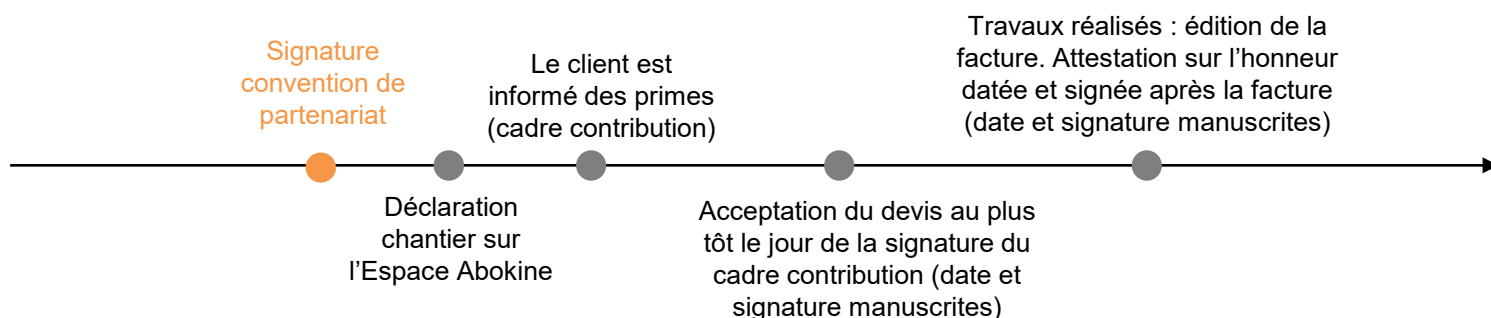 Signature
convention de
partenariat
Déclaration
chantier sur
l’Espace Abokine
Le client est
informé des primes
(cadre contribution)
Acceptation du devis au plus
tôt le jour de la signature du
cadre contribution (date et
signature manuscrites)
Travaux réalisés : édition de la
facture. Attestation sur l’honneur
datée et signée après la facture
(date et signature manuscrites)